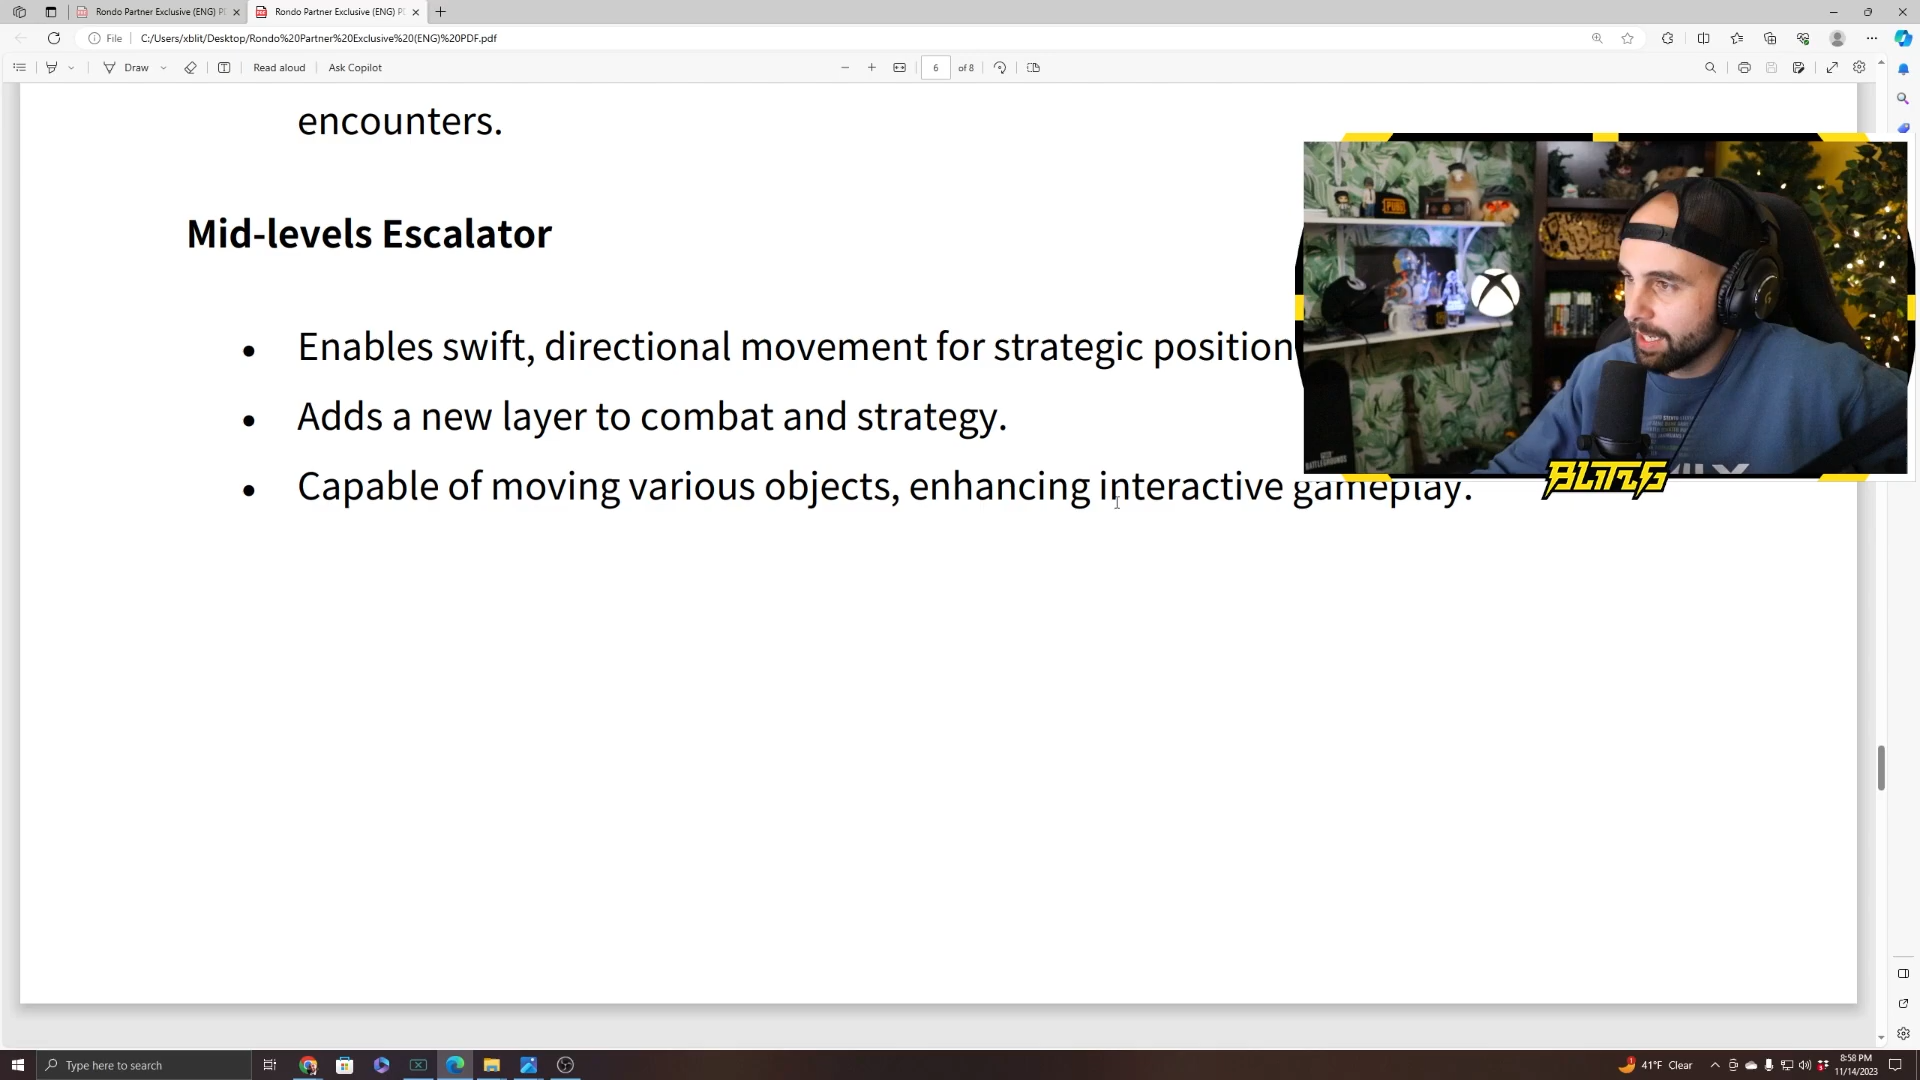 Rondo Partner Exclusive (ENG) P
Rondo Partner Exclusive (ENG) P
File
C:/Users/xblit/Desktop/Rondo%20Partner%20Exclusive%20(ENG)%20PDF.pdf
Draw
Read aloud
Ask Copilot
6 of 8
encounters.
Mid-levels Escalator
• Enables swift, directional movement for strategic position
• Adds a new layer to combat and strategy.
• Capable of moving various objects, enhancing interactive gameplay.
PUBG
Type here to search
41°F Clear
8:58 PM
11/14/2023